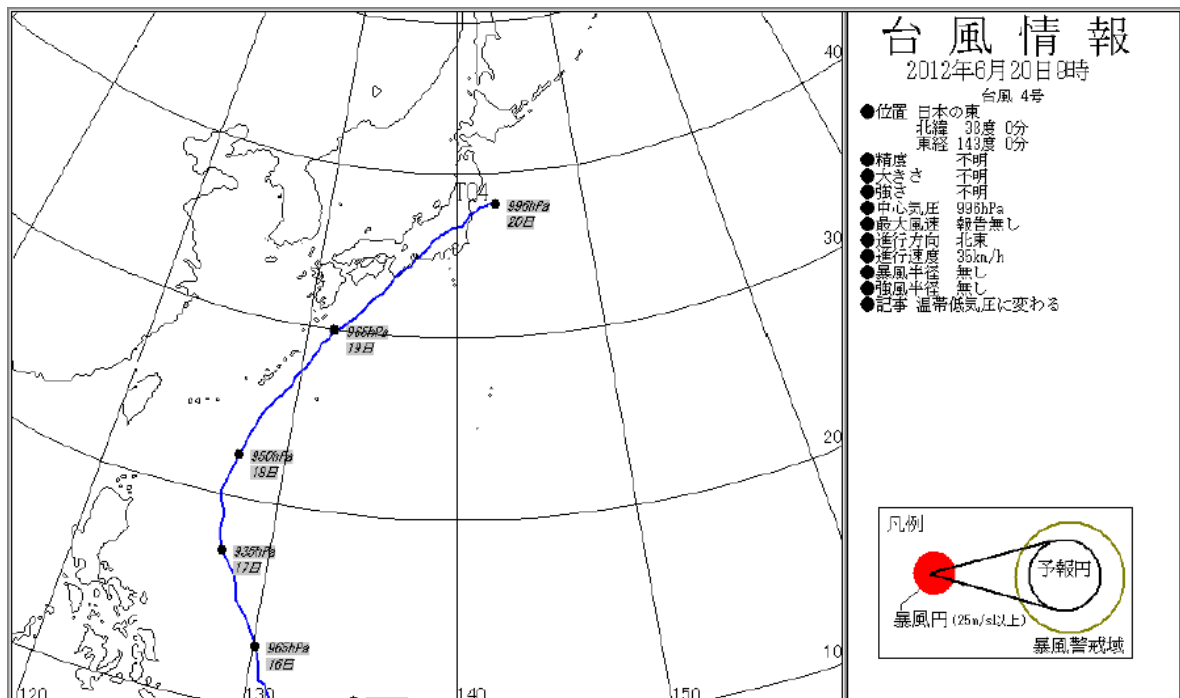 台風情報
2012年6月20日9時
台風 4号
●位置 日本の東
北緯 38度 0分
東経 143度 0分
●精度 不明
●大きさ 不明
●強さ 不明
●中心気圧 996hPa
●最大風速 報告無し
●進行方向 北東
●進行速度 35km/h
●暴風半径 無し
●強風半径 無し
●記事 温帯低気圧に変わる
凡例
予報円
暴風円(25m/s以上)
暴風警戒域
40
T04
996hPa
20日
30
965hPa
19日
20
950hPa
18日
935hPa
17日
965hPa
16日
10
120
130
140
150